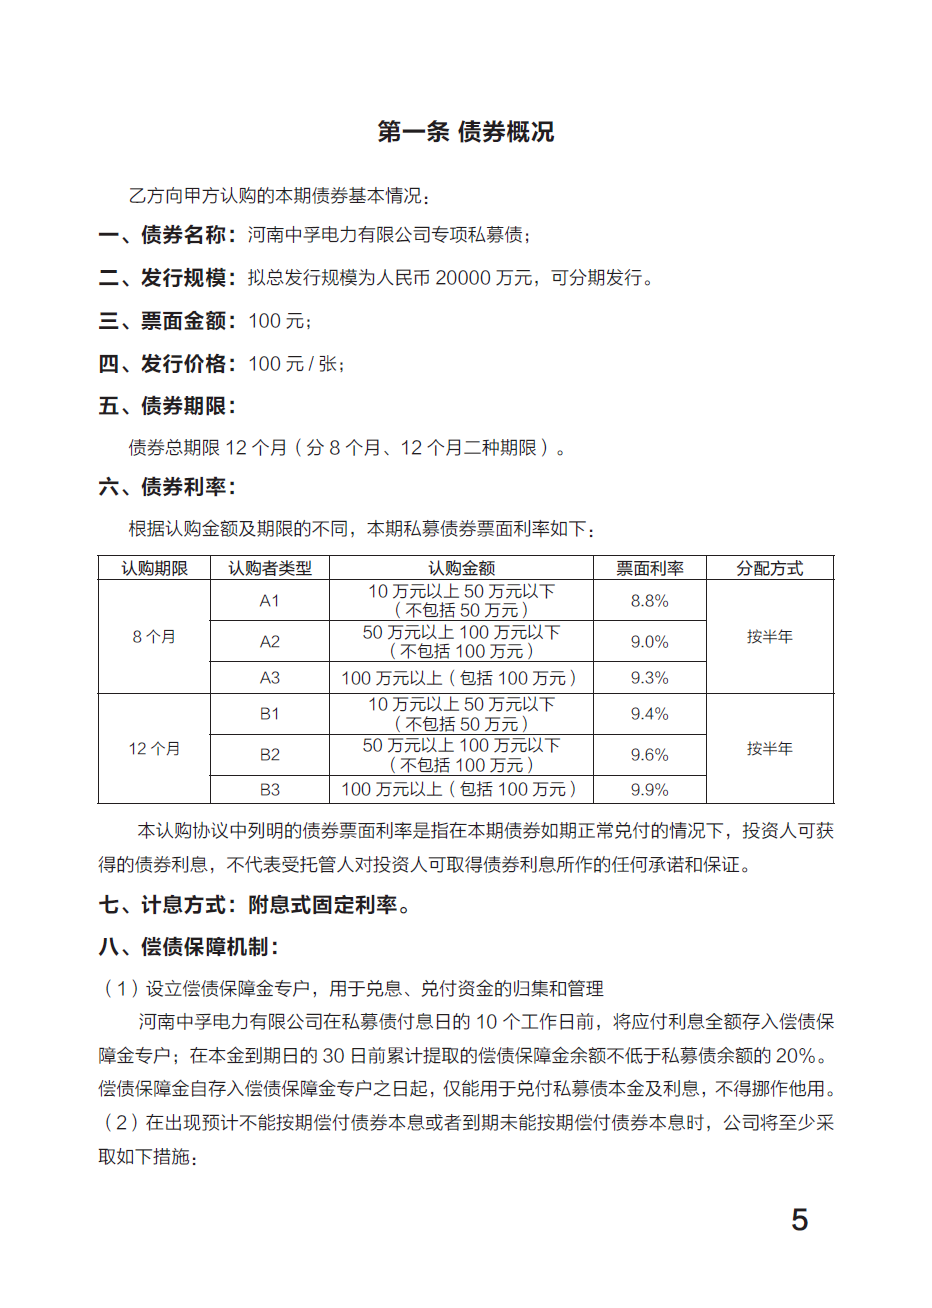 第一条 债券概况
乙方向甲方认购的本期债券基本情况：
一、债券名称：河南中孚电力有限公司专项私募债；
二、发行规模：拟总发行规模为人民币 20000 万元，可分期发行。
三、票面金额：100 元；
四、发行价格：100 元 / 张；
五、债券期限：
债券总期限 12 个月（分 8 个月、12 个月二种期限）。
六、债券利率：
根据认购金额及期限的不同，本期私募债券票面利率如下：
认购期限 认购者类型 认购金额 票面利率 分配方式
8 个月 A1 10 万元以上 50 万元以下 8.8% 按半年
（不包括 50 万元）
A2 50 万元以上 100 万元以下 9.0%
（不包括 100 万元）
A3 100 万元以上（包括 100 万元） 9.3%
12 个月 B1 10 万元以上 50 万元以下 9.4% 按半年
（不包括 50 万元）
B2 50 万元以上 100 万元以下 9.6%
（不包括 100 万元）
B3 100 万元以上（包括 100 万元） 9.9%
本认购协议中列明的债券票面利率是指在本期债券如期正常兑付的情况下，投资人可获
得的债券利息，不代表受托管人对投资人可取得债券利息所作的任何承诺和保证。
七、计息方式：附息式固定利率。
八、偿债保障机制：
（1）设立偿债保障金专户，用于兑息、兑付资金的归集和管理
河南中孚电力有限公司在私募债付息日的 10 个工作日前，将应付利息全额存入偿债保
障金专户；在本金到期日的 30 日前累计提取的偿债保障金余额不低于私募债余额的 20%。
偿债保障金自存入偿债保障金专户之日起，仅能用于兑付私募债本金及利息，不得挪作他用。
（2）在出现预计不能按期偿付债券本息或者到期未能按期偿付债券本息时，公司将至少采
取如下措施：
5